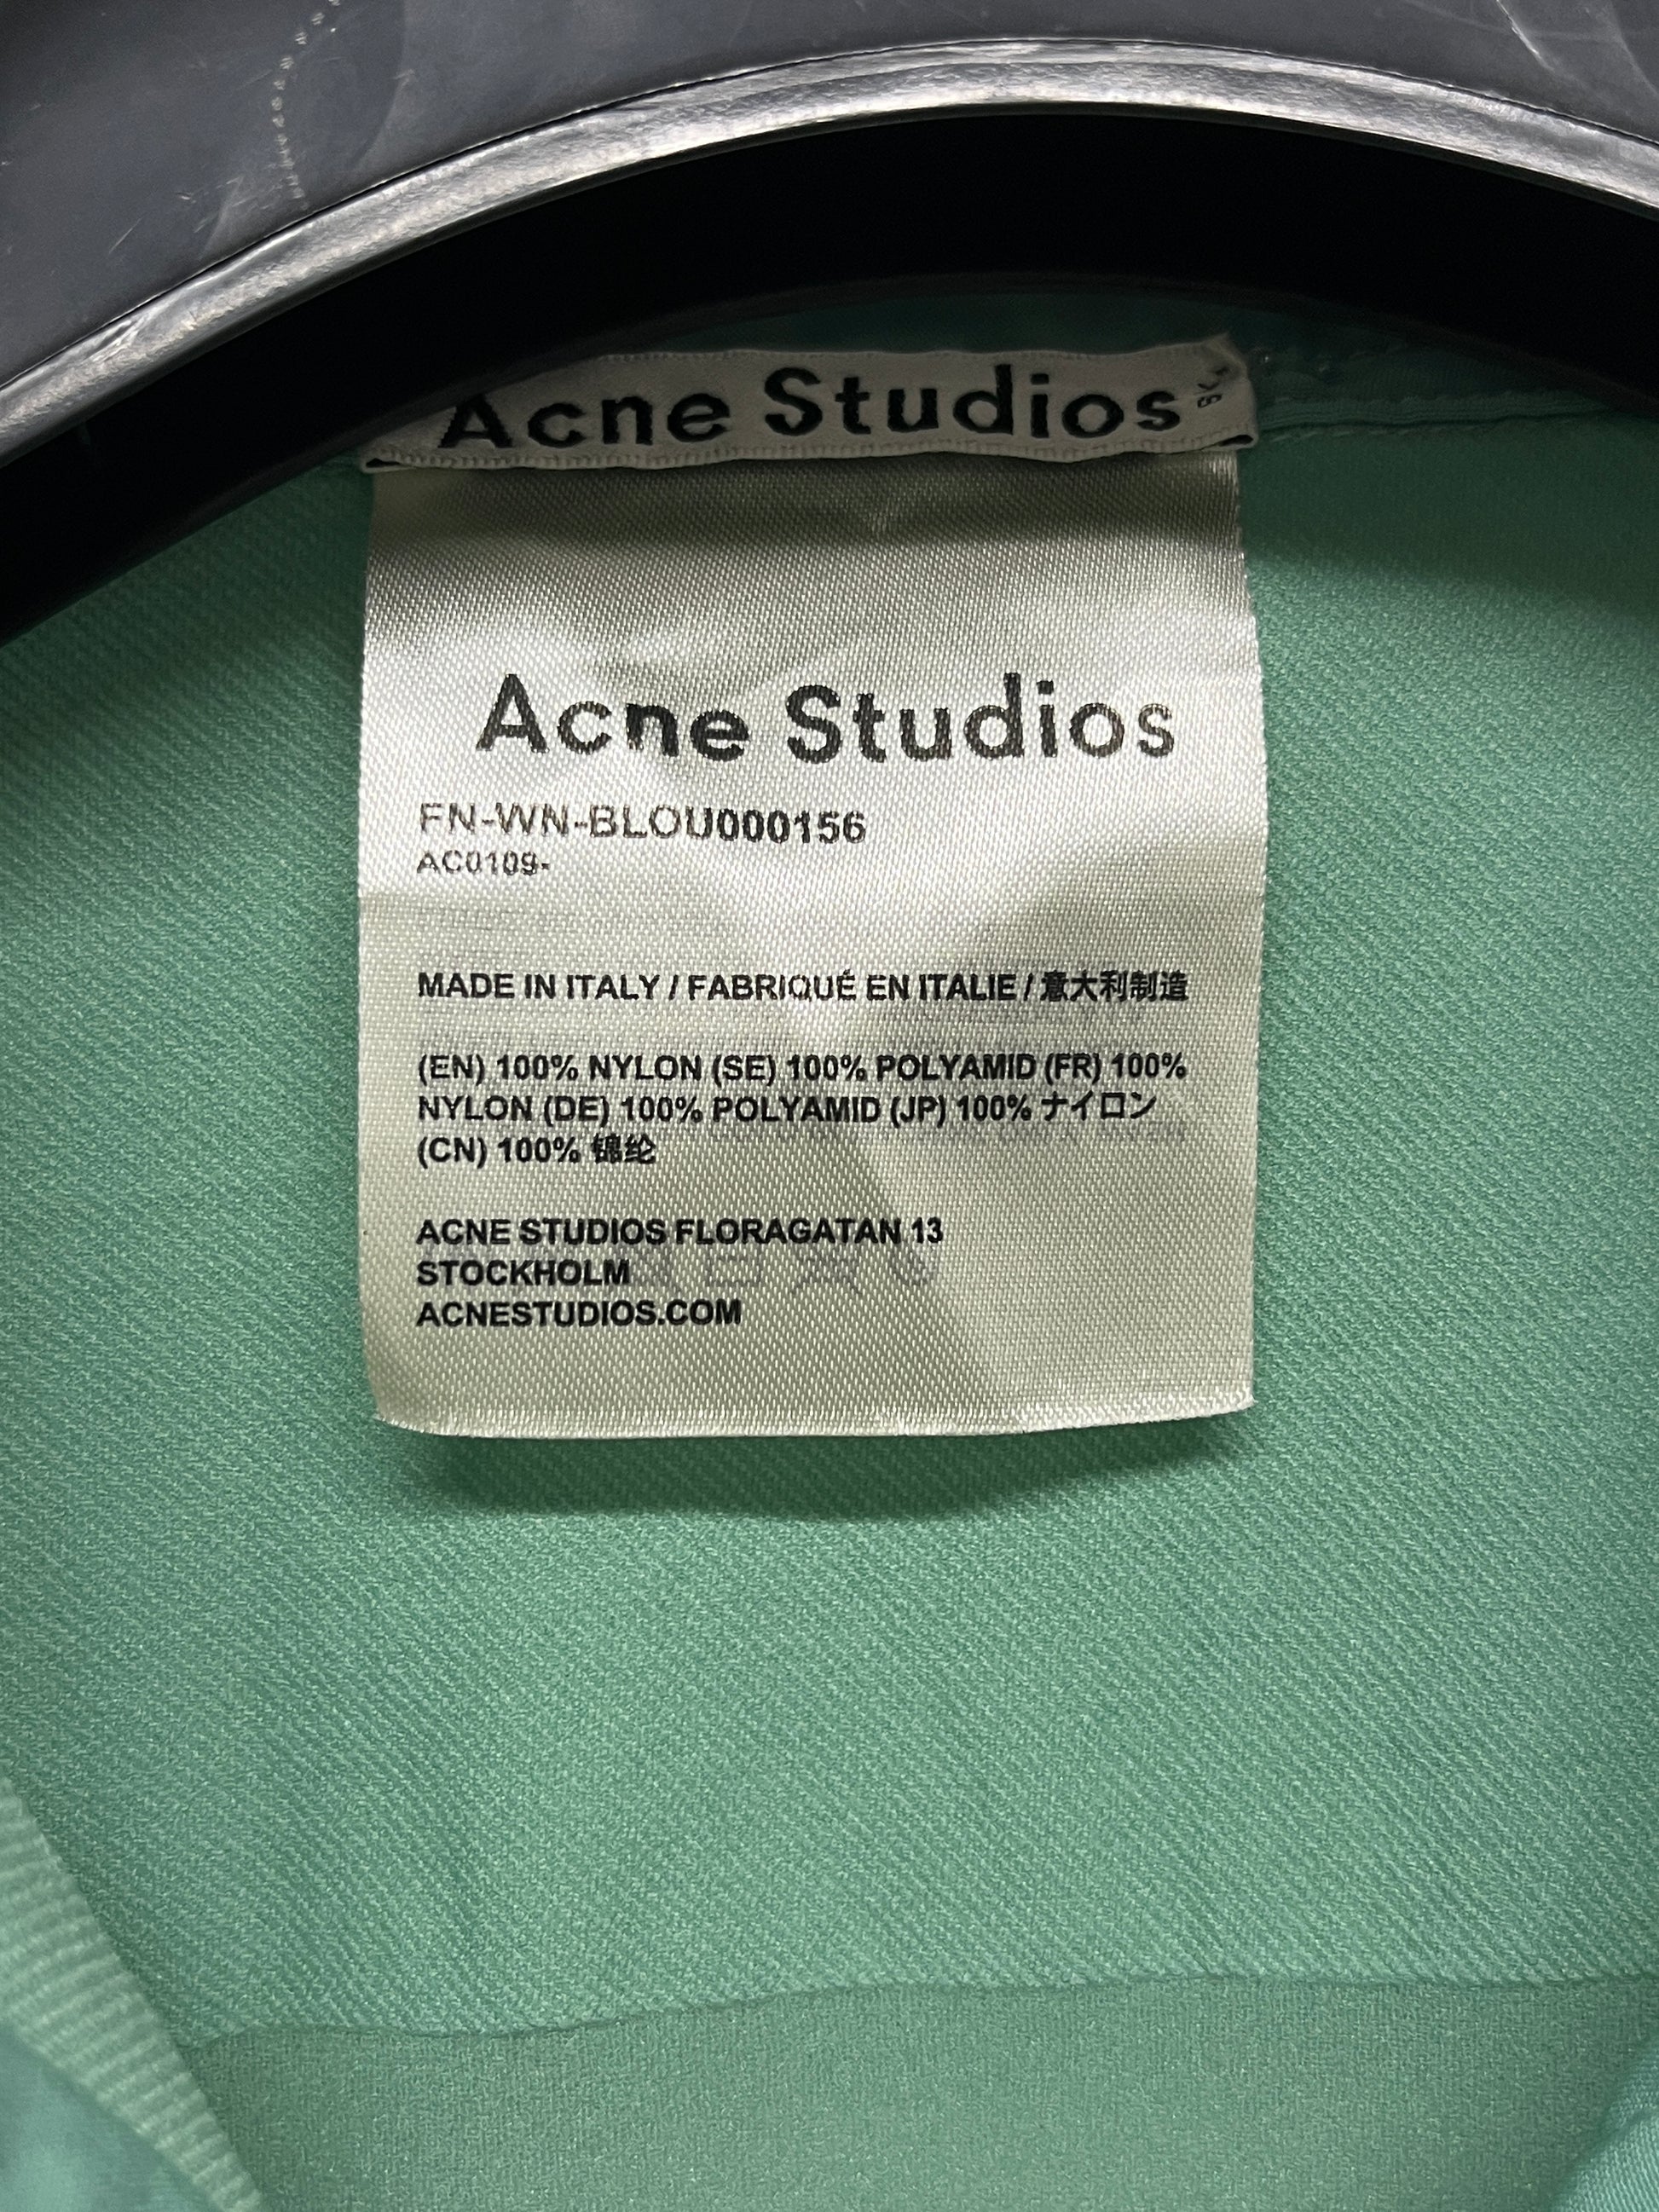 Acne Studios
Acne Studios
FN-WN-BLOU000156
AC0109-
MADE IN ITALY / FABRIQUÉ EN ITALIE / 意大利制造
(EN) 100% NYLON (SE) 100% POLYAMID (FR) 100%
NYLON (DE) 100% POLYAMID (JP) 100% ナイロン
(CN) 100% 锦纶
ACNE STUDIOS FLORAGATAN 13
STOCKHOLM
ACNESTUDIOS.COM